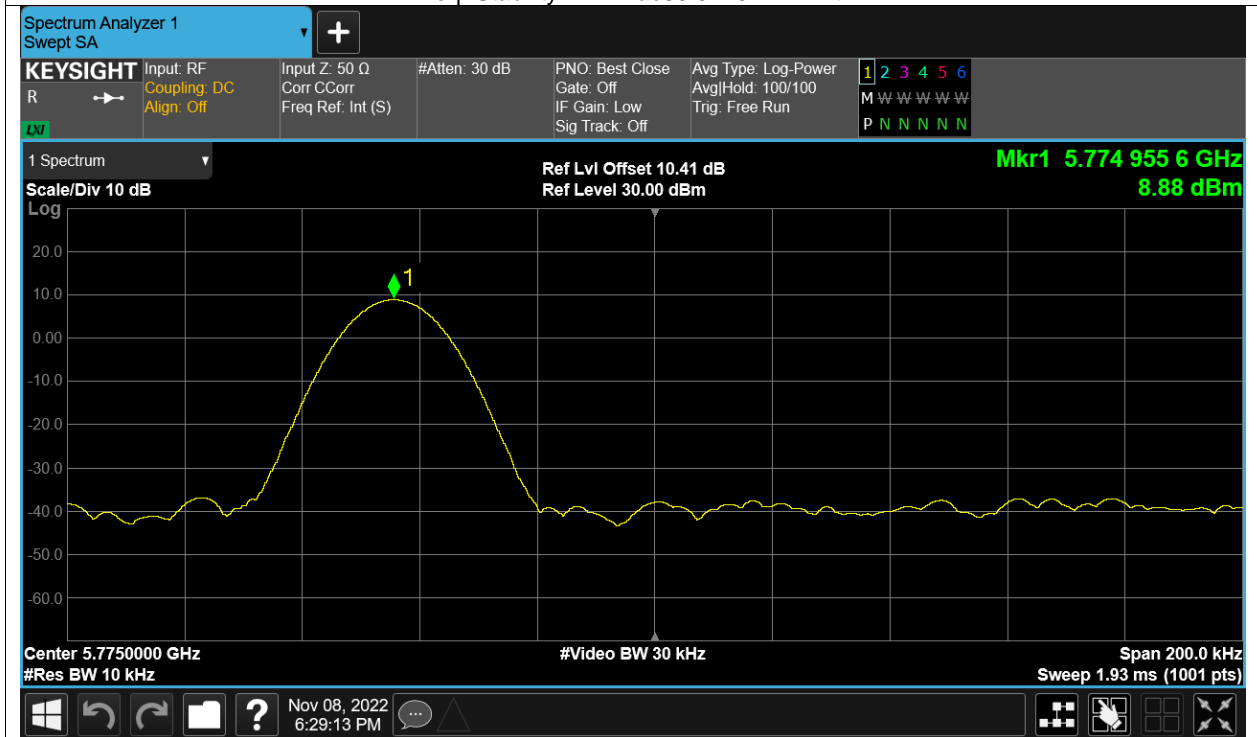 Spectrum Analyzer 1
Swept SA
+
KEYSIGHT Input: RF Input Z: 50 Ω #Atten: 30 dB PNO: Best Close Avg Type: Log-Power 1 2 3 4 5 6
R Coupling: DC Corr CCorr Gate: Off Avg|Hold: 100/100 M W W W W W
Align: Off Freq Ref: Int (S) IF Gain: Low Trig: Free Run P N N N N N
LXI Sig Track: Off
1 Spectrum Ref Lvl Offset 10.41 dB Mkr1 5.774 955 6 GHz
Scale/Div 10 dB Ref Level 30.00 dBm 8.88 dBm
Log
20.0
1
10.0
0.00
-10.0
-20.0
-30.0
-40.0
-50.0
-60.0
Center 5.7750000 GHz #Video BW 30 kHz Span 200.0 kHz
#Res BW 10 kHz Sweep 1.93 ms (1001 pts)
? Nov 08, 2022
6:29:13 PM